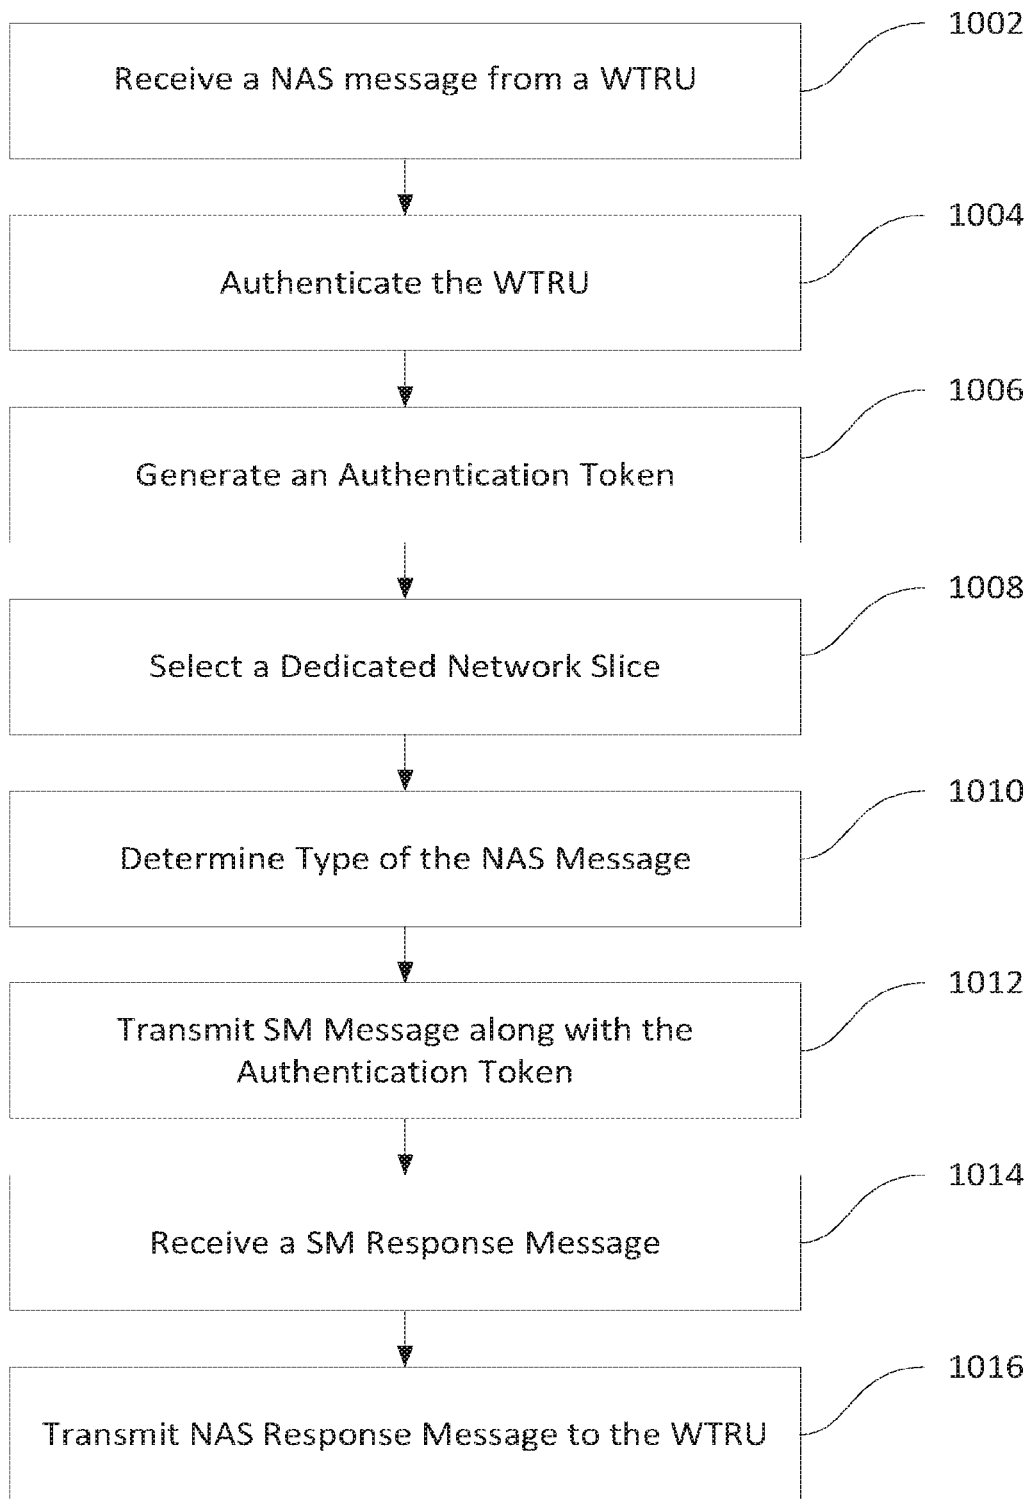 1002
Receive a NAS message from a WTRU
1004
Authenticate the WTRU
1006
Generate an Authentication Token
1008
Select a Dedicated Network Slice
1010
Determine Type of the NAS Message
1012
Transmit SM Message along with the
Authentication Token
1014
Receive a SM Response Message
1016
Transmit NAS Response Message to the WTRU